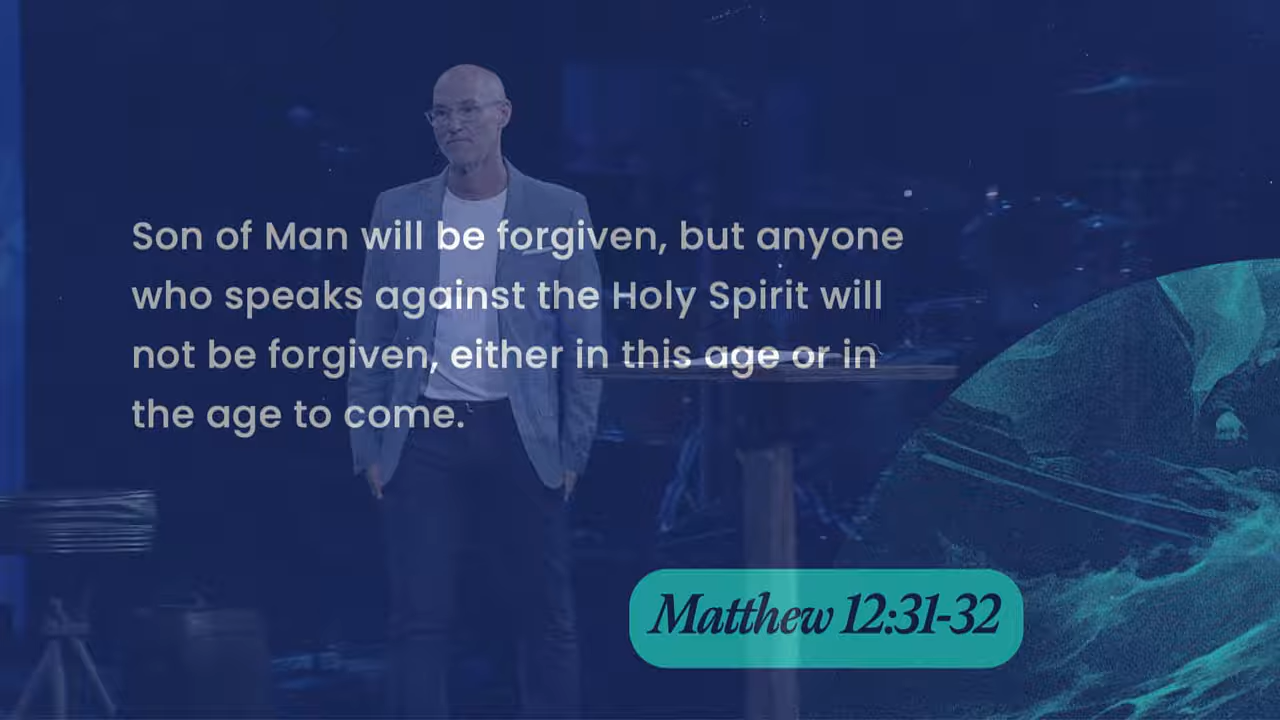 Son of Man will be forgiven, but anyone
who speaks against the Holy Spirit will
not be forgiven, either in this age or in
the age to come.
Matthew 12:31-32